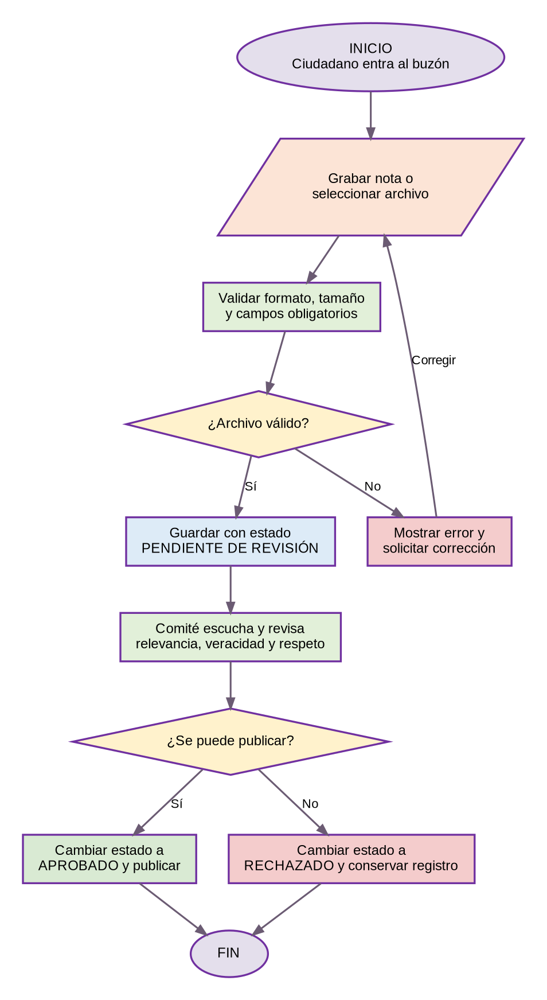 INICIO
Ciudadano entra al buzón
Grabar nota o
seleccionar archivo
Validar formato, tamaño
y campos obligatorios
Corregir
¿Archivo válido?
Sí
No
Guardar con estado
PENDIENTE DE REVISIÓN
Mostrar error y
solicitar corrección
Comité escucha y revisa
relevancia, veracidad y respeto
¿Se puede publicar?
Sí
No
Cambiar estado a
APROBADO y publicar
Cambiar estado a
RECHAZADO y conservar registro
FIN